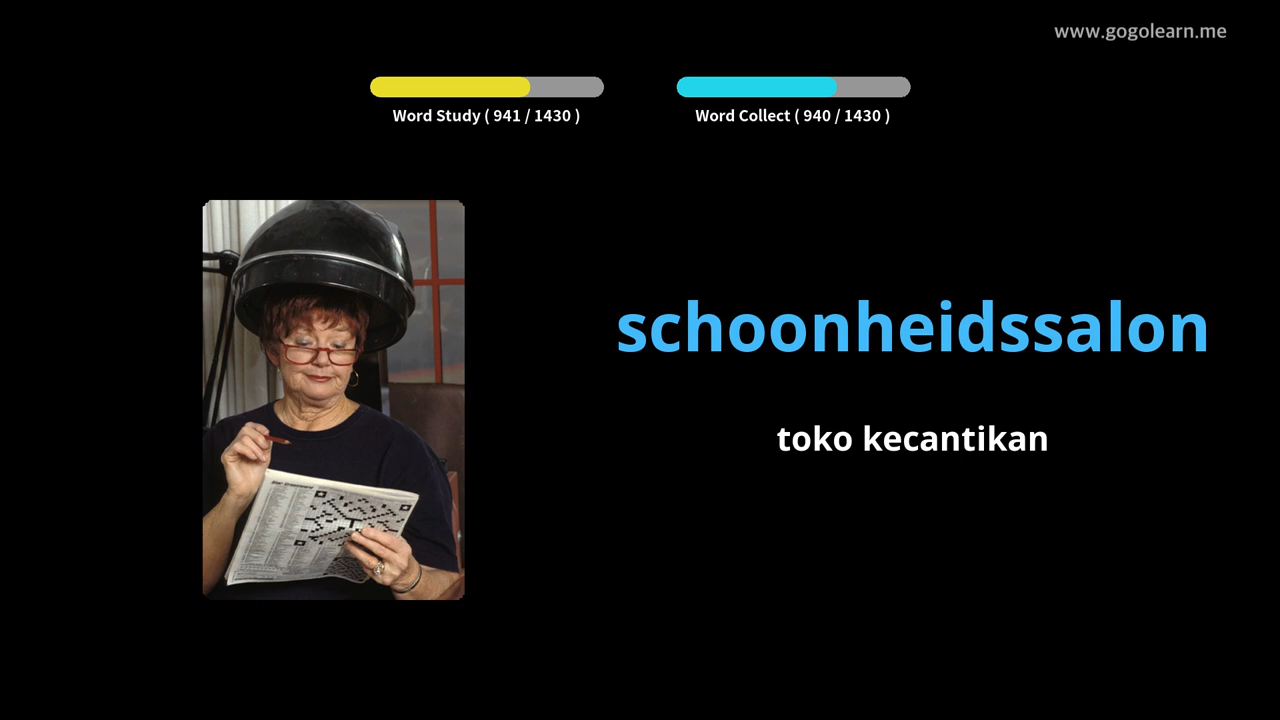 www.gogolearn.me
Word Study ( 941 / 1430 )
Word Collect ( 940 / 1430 )
schoonheidssalon
toko kecantikan